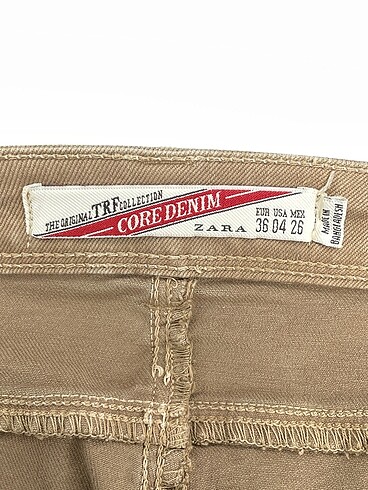 THE ORIGINAL TRF COLLECTION
CORE DENIM
ZARA
EUR USA MEX
36 04 26
MADE IN
BANGLADESH